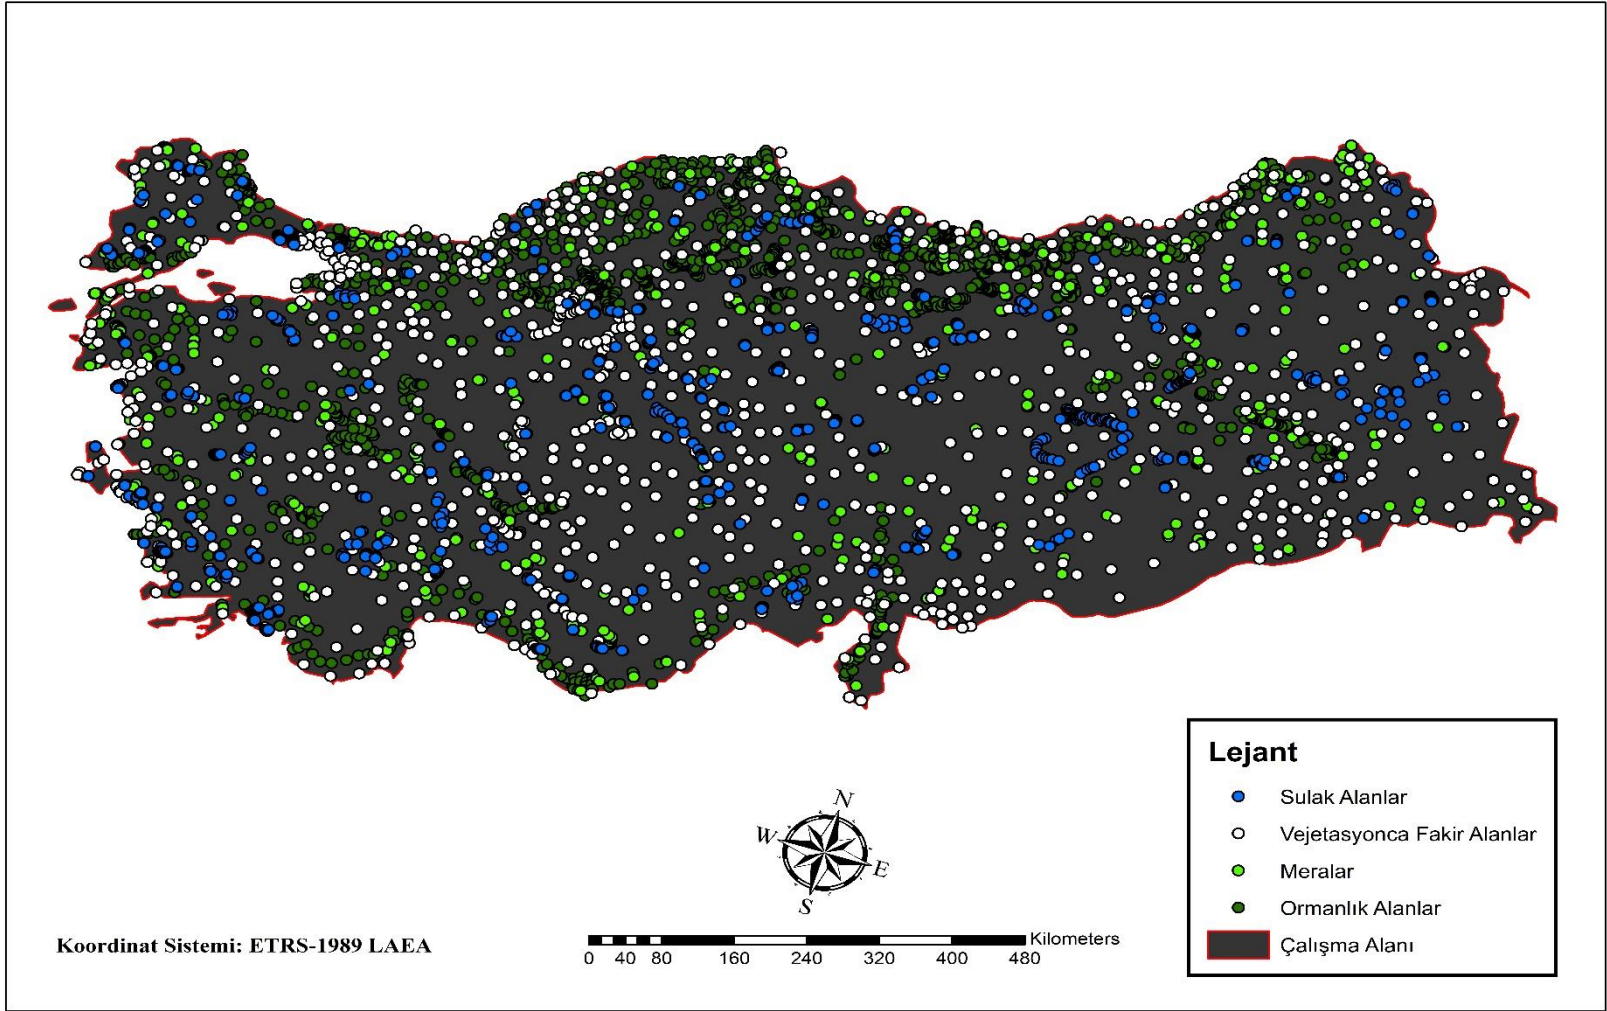 Lejant
Sulak Alanlar
Vejetasyonca Fakir Alanlar
Meralar
Ormanlık Alanlar
Çalışma Alanı
N
W
E
S
Koordinat Sistemi: ETRS-1989 LAEA
Kilometers
0 40 80 160 240 320 400 480